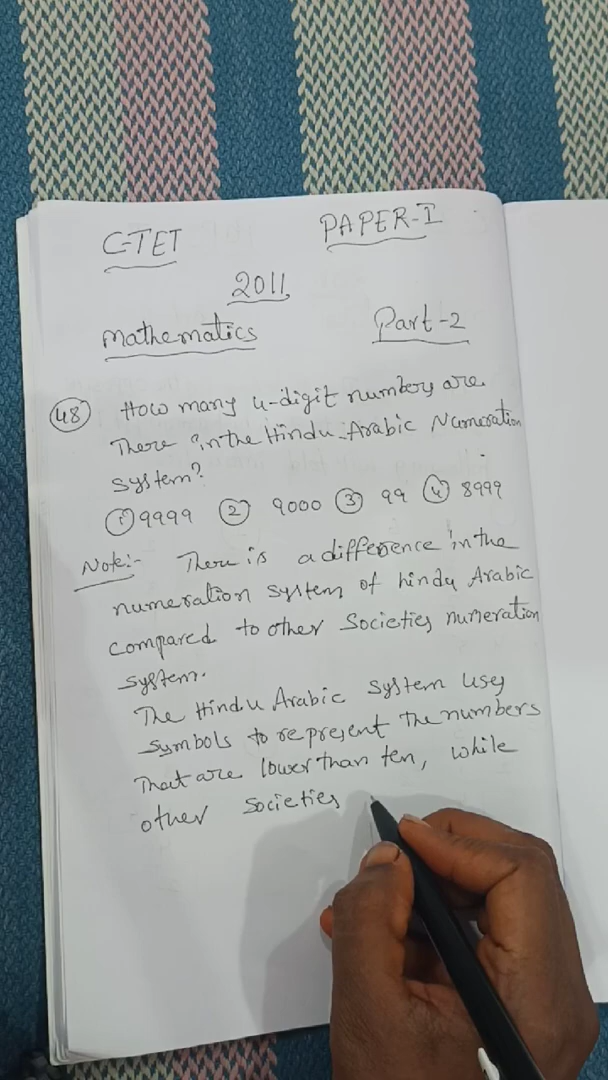 C-TET PAPER-I
2011
Mathematics Part-2
48 How many 4-digit numbers are
There in the Hindu-Arabic Numeration
system?
1 9999 2 9000 3 99 4 8999
Note:- There is a difference in the
numeration system of hindu Arabic
compared to other Societies numeration
system.
The Hindu Arabic system uses
symbols to represent the numbers
That are lower than ten, while
other societies